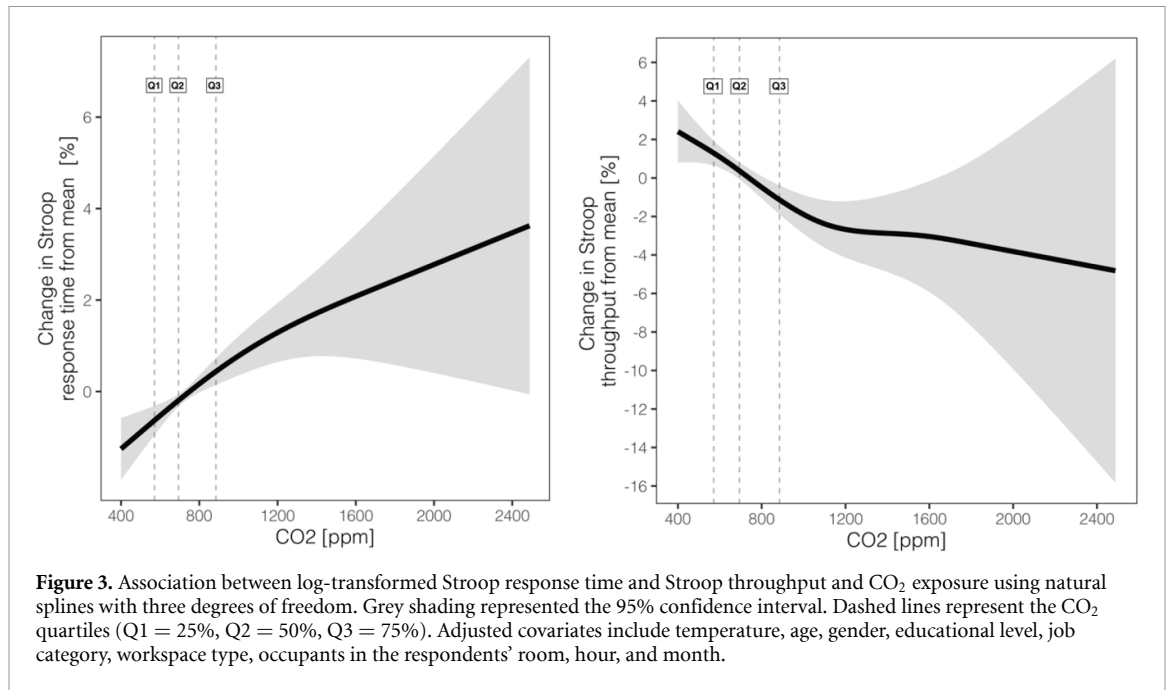 Change in Stroop
response time from mean [%]
6
4
2
0
Q1 Q2 Q3
400 800 1200 1600 2000 2400
CO2 [ppm]
Change in Stroop
throughput from mean [%]
6
4
2
0
-2
-4
-6
-8
-10
-12
-14
-16
Q1 Q2 Q3
400 800 1200 1600 2000 2400
CO2 [ppm]
Figure 3. Association between log-transformed Stroop response time and Stroop throughput and CO₂ exposure using natural
splines with three degrees of freedom. Grey shading represented the 95% confidence interval. Dashed lines represent the CO₂
quartiles (Q1 = 25%, Q2 = 50%, Q3 = 75%). Adjusted covariates include temperature, age, gender, educational level, job
category, workspace type, occupants in the respondents' room, hour, and month.